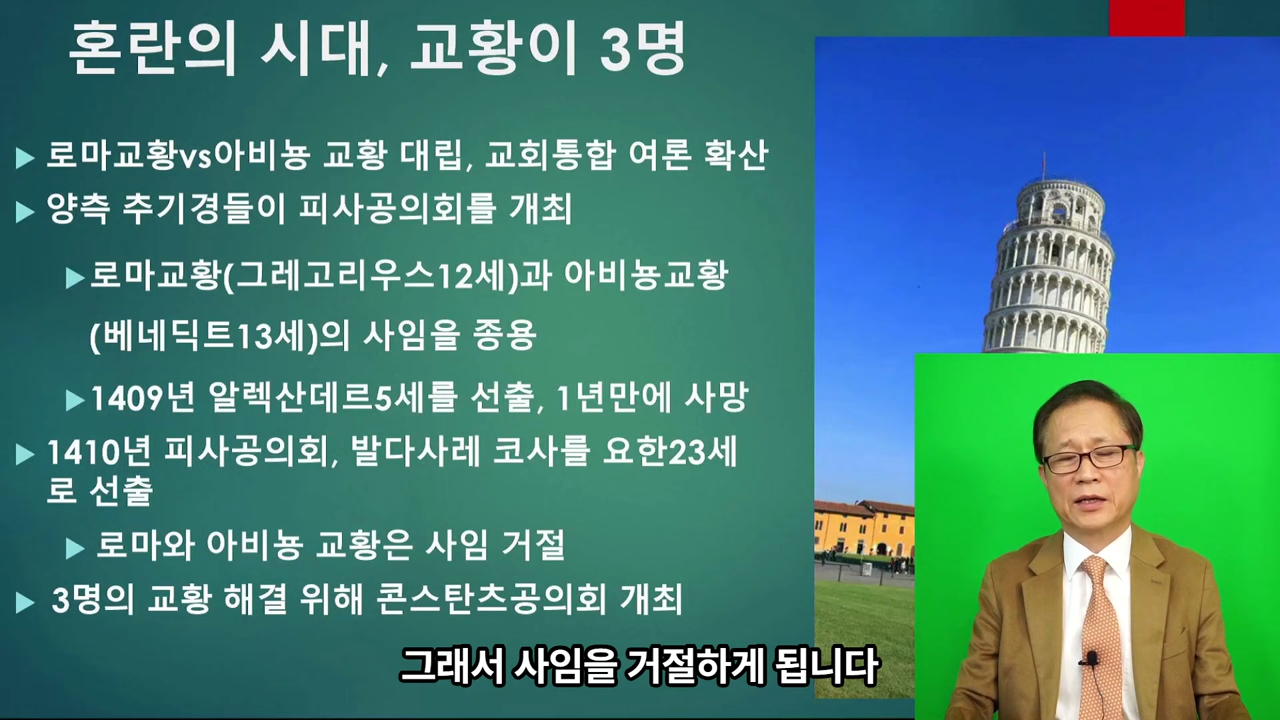 혼란의 시대, 교황이 3명
로마교황vs아비뇽 교황 대립, 교회통합 여론 확산
양측 추기경들이 피사공의회를 개최
로마교황(그레고리우스12세)과 아비뇽교황
(베네딕트13세)의 사임을 종용
1409년 알렉산데르5세를 선출, 1년만에 사망
1410년 피사공의회, 발다사레 코사를 요한23세
로 선출
로마와 아비뇽 교황은 사임 거절
3명의 교황 해결 위해 콘스탄츠공의회 개최
그래서 사임을 거절하게 됩니다